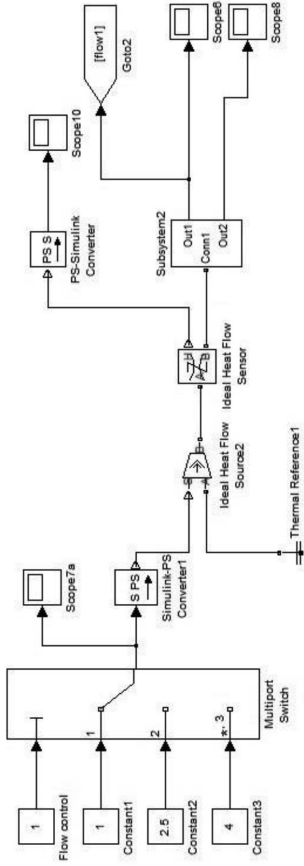 1
Flow control
1
Constant1
2.5
Constant2
4
Constant3
1
2
*, 3
Multiport
Switch
Scope7a
S PS
Simulink-PS
Converter1
Thermal Reference1
B
A
Ideal Heat Flow
Source2
H
A
B
Ideal Heat Flow
Sensor
PS S
PS-Simulink
Converter
Scope10
Out1
Conn1
Out2
Subsystem2
[flow1]
Goto2
Scope6
Scope8